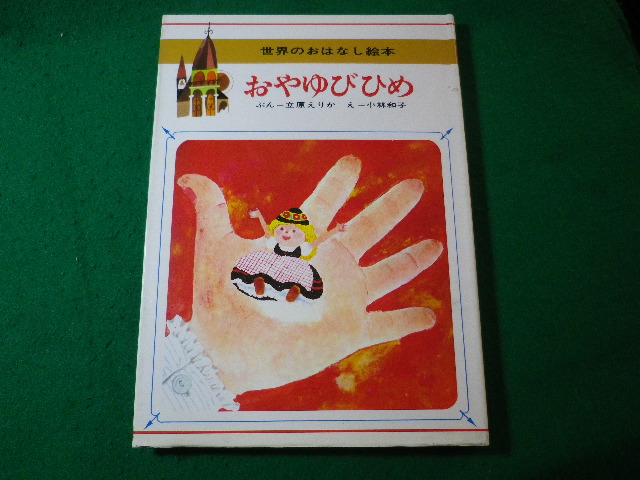 世界のおはなし絵本
おやゆびひめ
ぶん－立原えりか え－小林和子